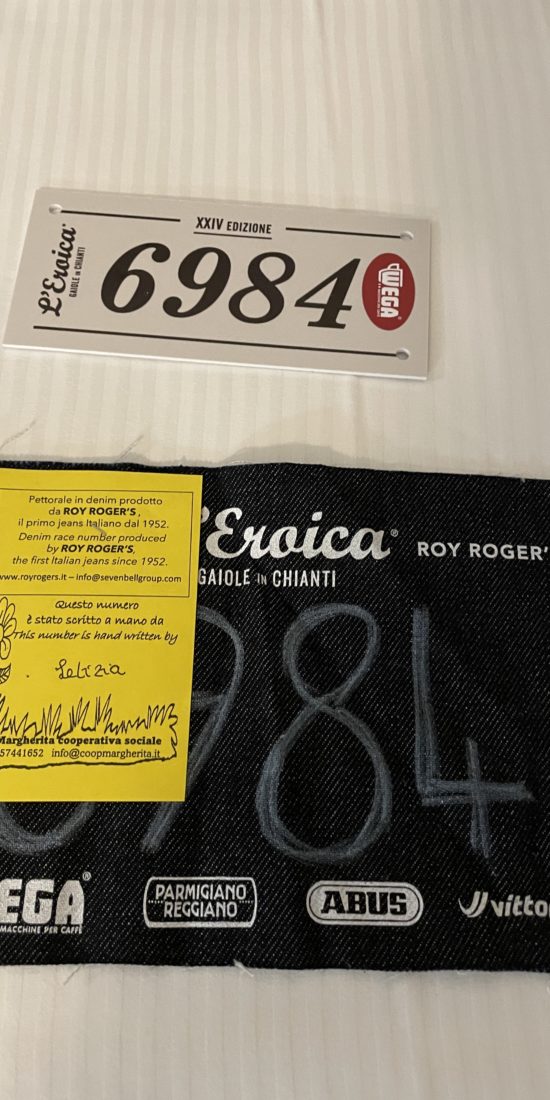 XXIV EDIZIONE
L'Eroica
GAIOLE IN CHIANTI
6984
WEGA
Pettorale in denim prodotto
da ROY ROGER'S,
il primo jeans Italiano dal 1952.
Denim race number produced
by ROY ROGER'S,
the first Italian jeans since 1952.
www.royrogers.it – info@sevenbellgroup.com
Questo numero
è stato scritto a mano da
This number is hand written by
Letizia
Margherita cooperativa sociale
57441652 info@coopmargherita.it
L'Eroica
GAIOLE IN CHIANTI
ROY ROGER'
6984
EGA
MACCHINE PER CAFFÈ
PARMIGIANO
REGGIANO
ABUS
vitto